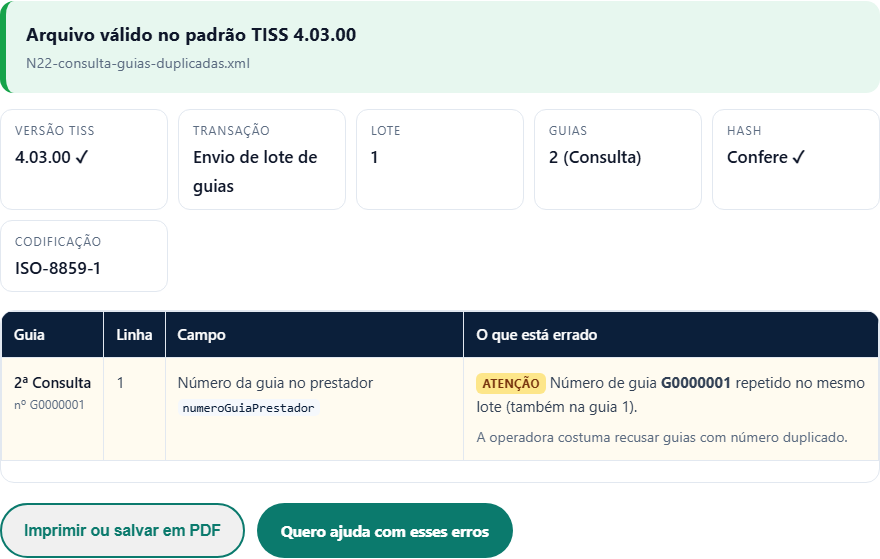 Arquivo válido no padrão TISS 4.03.00
N22-consulta-guias-duplicadas.xml
VERSÃO TISS
4.03.00 ✓
TRANSAÇÃO
Envio de lote de
guias
LOTE
1
GUIAS
2 (Consulta)
HASH
Confere ✓
CODIFICAÇÃO
ISO-8859-1
Guia Linha Campo O que está errado
2ª Consulta
nº G0000001
1
Número da guia no prestador
numeroGuiaPrestador
ATENÇÃO Número de guia G0000001 repetido no mesmo
lote (também na guia 1).
A operadora costuma recusar guias com número duplicado.
Imprimir ou salvar em PDF
Quero ajuda com esses erros